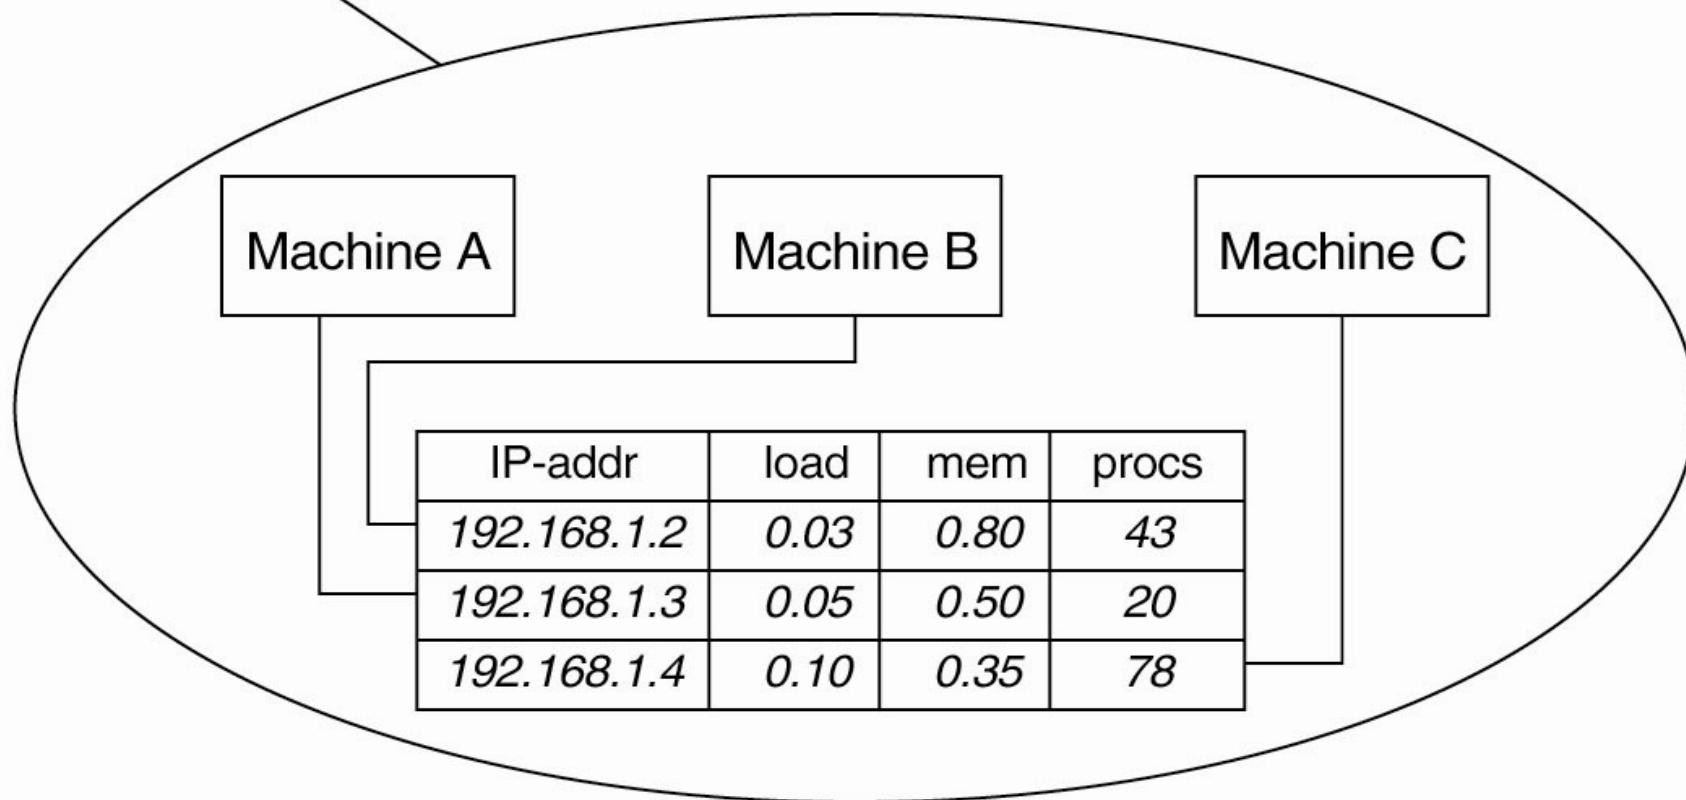 Machine A Machine B Machine C
IP-addr load mem procs
192.168.1.2 0.03 0.80 43
192.168.1.3 0.05 0.50 20
192.168.1.4 0.10 0.35 78